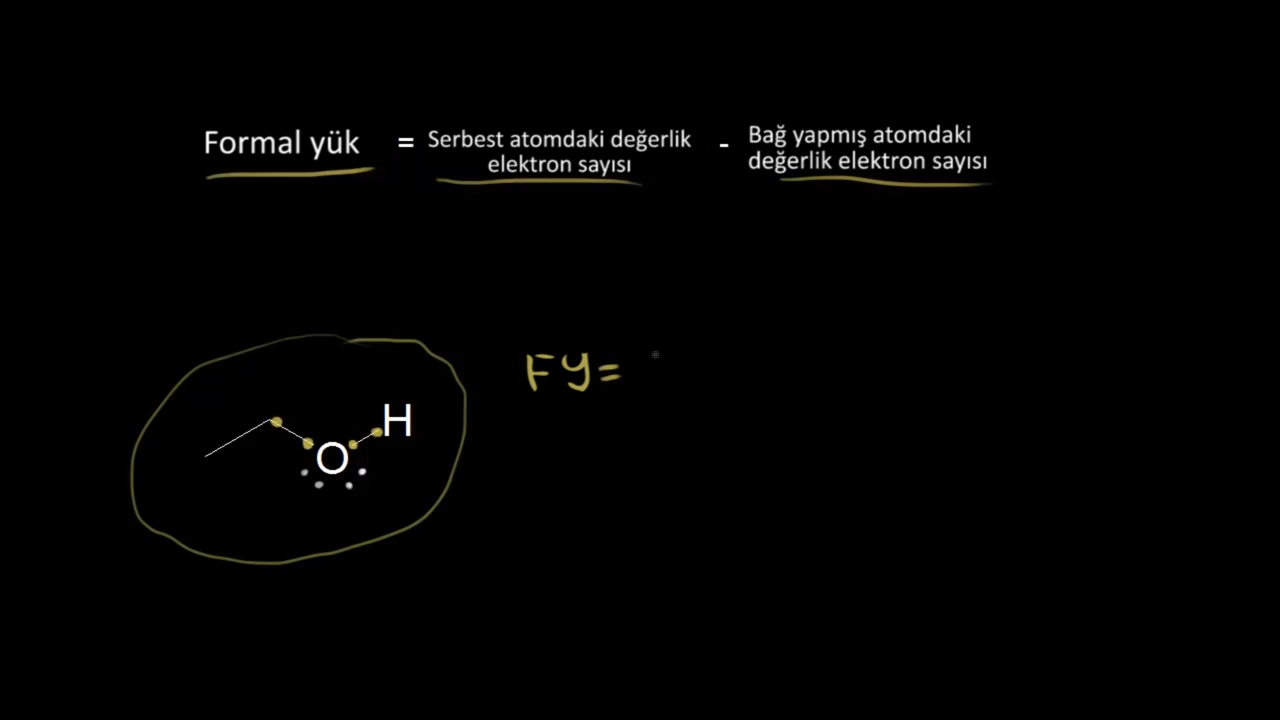 Formal yük = Serbest atomdaki değerlik elektron sayısı - Bağ yapmış atomdaki değerlik elektron sayısı
FY=
H
O